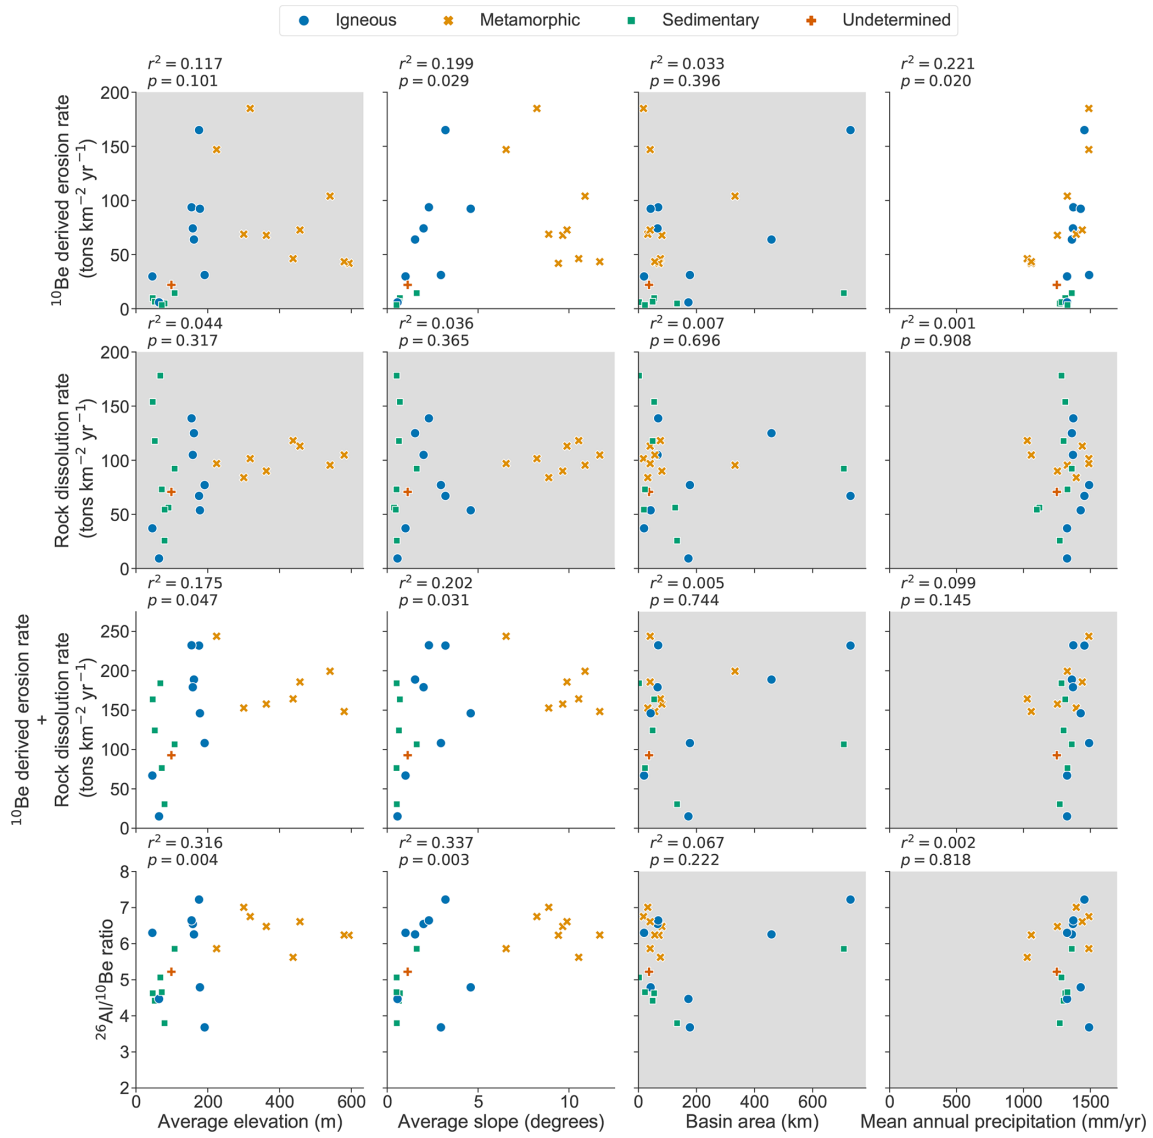 Igneous Metamorphic Sedimentary Undetermined
r² = 0.117 r² = 0.199 r² = 0.033 r² = 0.221
p = 0.101 p = 0.029 p = 0.396 p = 0.020
¹⁰Be derived erosion rate
(tons km⁻² yr⁻¹)
200
150
100
50
0
r² = 0.044 r² = 0.036 r² = 0.007 r² = 0.001
p = 0.317 p = 0.365 p = 0.696 p = 0.908
Rock dissolution rate
(tons km⁻² yr⁻¹)
200
150
100
50
0
r² = 0.175 r² = 0.202 r² = 0.005 r² = 0.099
p = 0.047 p = 0.031 p = 0.744 p = 0.145
¹⁰Be derived erosion rate
+
Rock dissolution rate
(tons km⁻² yr⁻¹)
250
200
150
100
50
0
r² = 0.316 r² = 0.337 r² = 0.067 r² = 0.002
p = 0.004 p = 0.003 p = 0.222 p = 0.818
²⁶Al/¹⁰Be ratio
8
7
6
5
4
3
2
0 200 400 600 0 5 10 0 200 400 600 0 500 1000 1500
Average elevation (m) Average slope (degrees) Basin area (km) Mean annual precipitation (mm/yr)